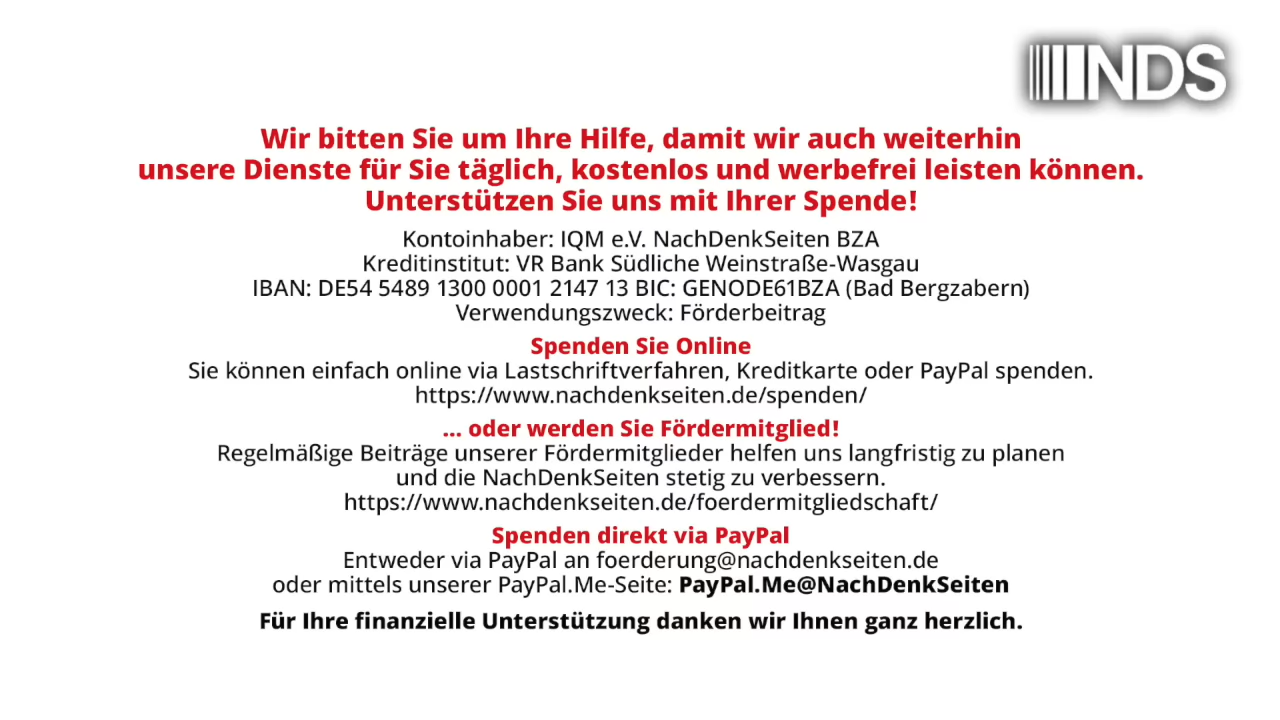 NDS
Wir bitten Sie um Ihre Hilfe, damit wir auch weiterhin
unsere Dienste für Sie täglich, kostenlos und werbefrei leisten können.
Unterstützen Sie uns mit Ihrer Spende!
Kontoinhaber: IQM e.V. NachDenkSeiten BZA
Kreditinstitut: VR Bank Südliche Weinstraße-Wasgau
IBAN: DE54 5489 1300 0001 2147 13 BIC: GENODE61BZA (Bad Bergzabern)
Verwendungszweck: Förderbeitrag
Spenden Sie Online
Sie können einfach online via Lastschriftverfahren, Kreditkarte oder PayPal spenden.
https://www.nachdenkseiten.de/spenden/
... oder werden Sie Fördermitglied!
Regelmäßige Beiträge unserer Fördermitglieder helfen uns langfristig zu planen
und die NachDenkSeiten stetig zu verbessern.
https://www.nachdenkseiten.de/foerdermitgliedschaft/
Spenden direkt via PayPal
Entweder via PayPal an foerderung@nachdenkseiten.de
oder mittels unserer PayPal.Me-Seite: PayPal.Me@NachDenkSeiten
Für Ihre finanzielle Unterstützung danken wir Ihnen ganz herzlich.